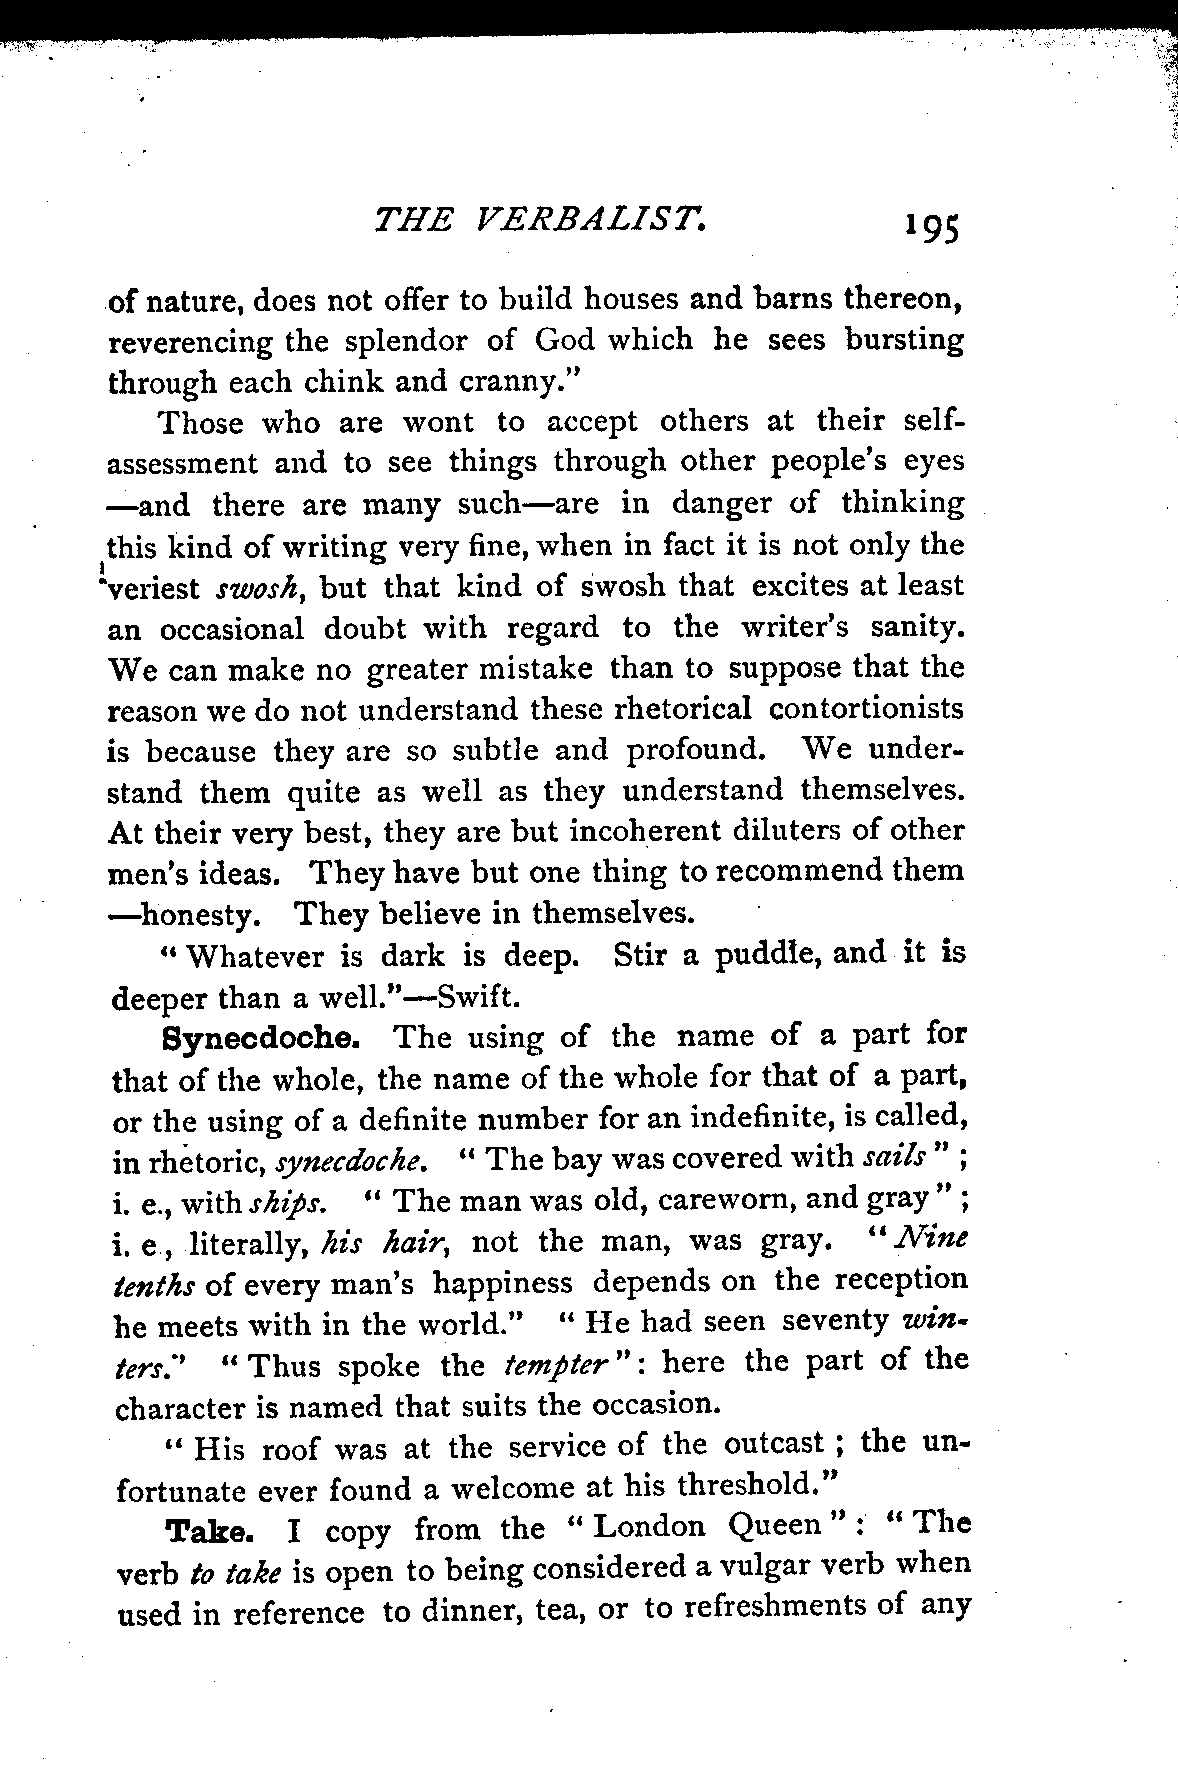 THE VERBALIST. 195
of nature, does not offer to build houses and barns thereon,
reverencing the splendor of God which he sees bursting
through each chink and cranny."
Those who are wont to accept others at their self-
assessment and to see things through other people's eyes
—and there are many such—are in danger of thinking
this kind of writing very fine, when in fact it is not only the
veriest swosh, but that kind of swosh that excites at least
an occasional doubt with regard to the writer's sanity.
We can make no greater mistake than to suppose that the
reason we do not understand these rhetorical contortionists
is because they are so subtle and profound. We under-
stand them quite as well as they understand themselves.
At their very best, they are but incoherent diluters of other
men's ideas. They have but one thing to recommend them
—honesty. They believe in themselves.
"Whatever is dark is deep. Stir a puddle, and it is
deeper than a well."—Swift.
Synecdoche. The using of the name of a part for
that of the whole, the name of the whole for that of a part,
or the using of a definite number for an indefinite, is called,
in rhetoric, synecdoche. "The bay was covered with sails";
i. e., with ships. "The man was old, careworn, and gray";
i. e., literally, his hair, not the man, was gray. "Nine
tenths of every man's happiness depends on the reception
he meets with in the world." "He had seen seventy win-
ters." "Thus spoke the tempter": here the part of the
character is named that suits the occasion.
"His roof was at the service of the outcast; the un-
fortunate ever found a welcome at his threshold."
Take. I copy from the "London Queen": "The
verb to take is open to being considered a vulgar verb when
used in reference to dinner, tea, or to refreshments of any